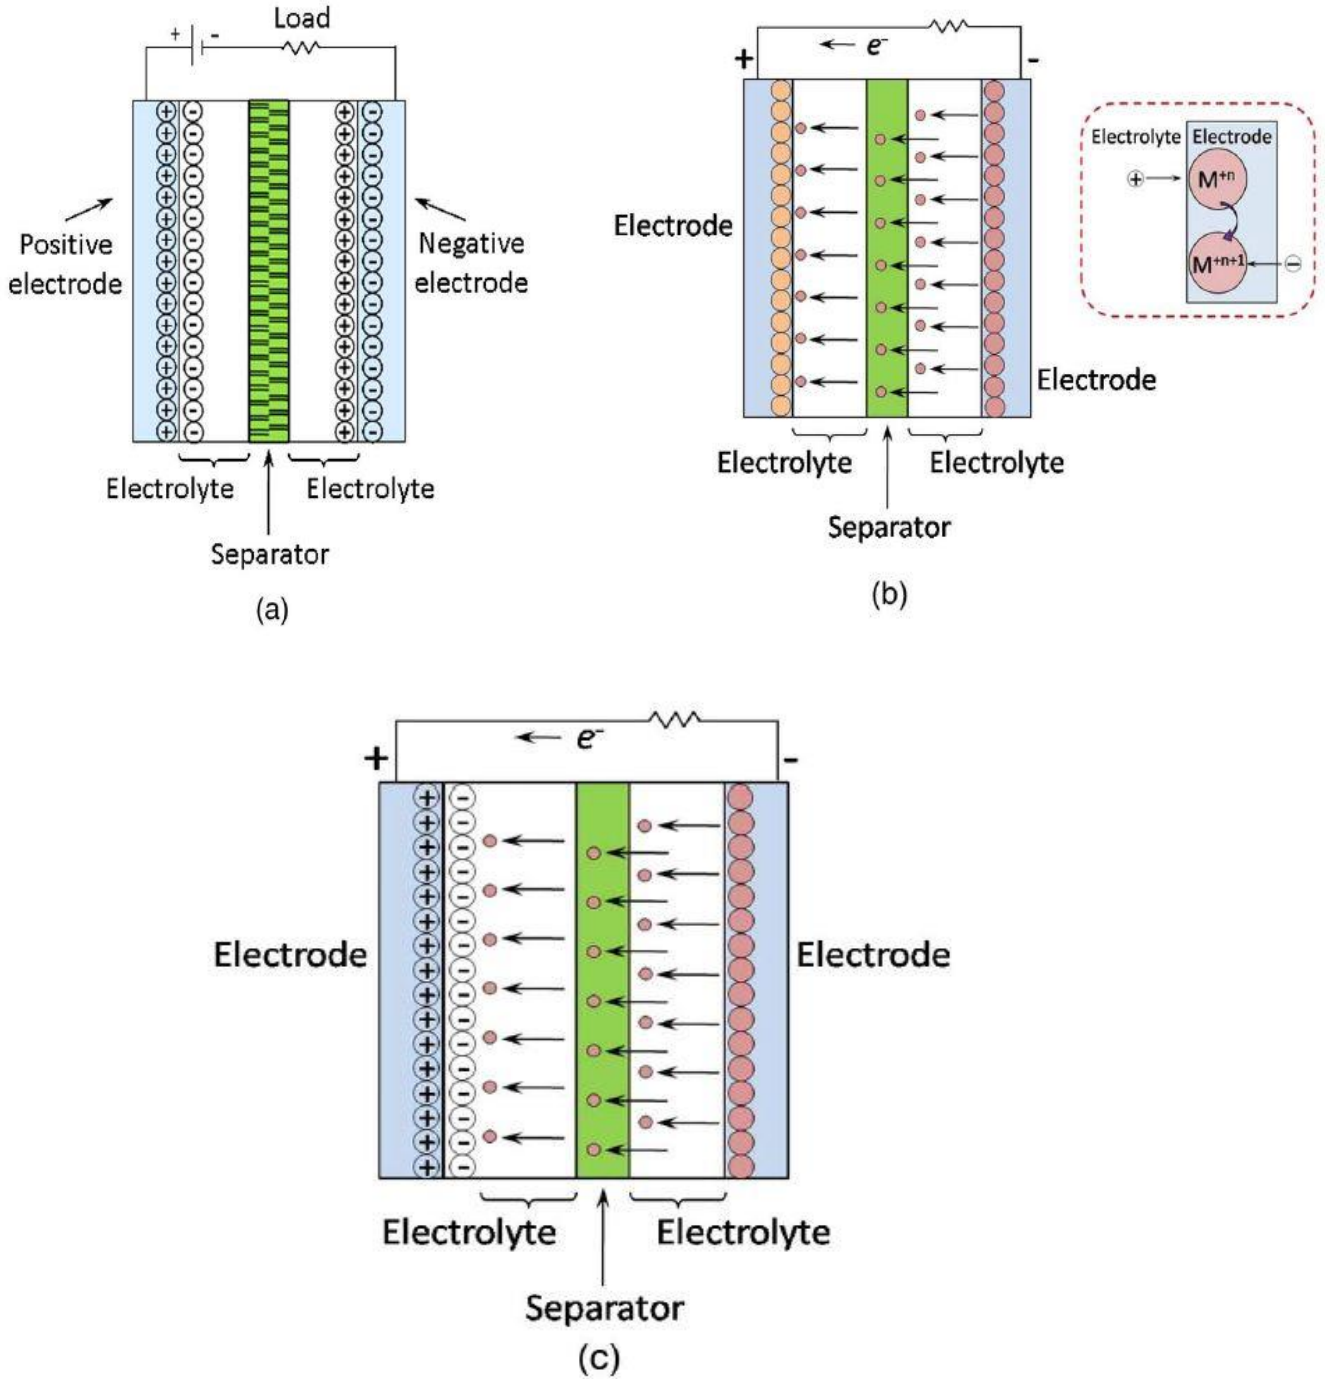 Load
+ -
Positive
electrode
Negative
electrode
Electrolyte
Electrolyte
Separator
(a)
e⁻
+
-
Electrode
Electrode
Electrolyte
Electrolyte
Separator
(b)
Electrolyte
Electrode
+
M⁺ⁿ
M⁺ⁿ⁺¹
-
e⁻
+
-
Electrode
Electrode
Electrolyte
Electrolyte
Separator
(c)